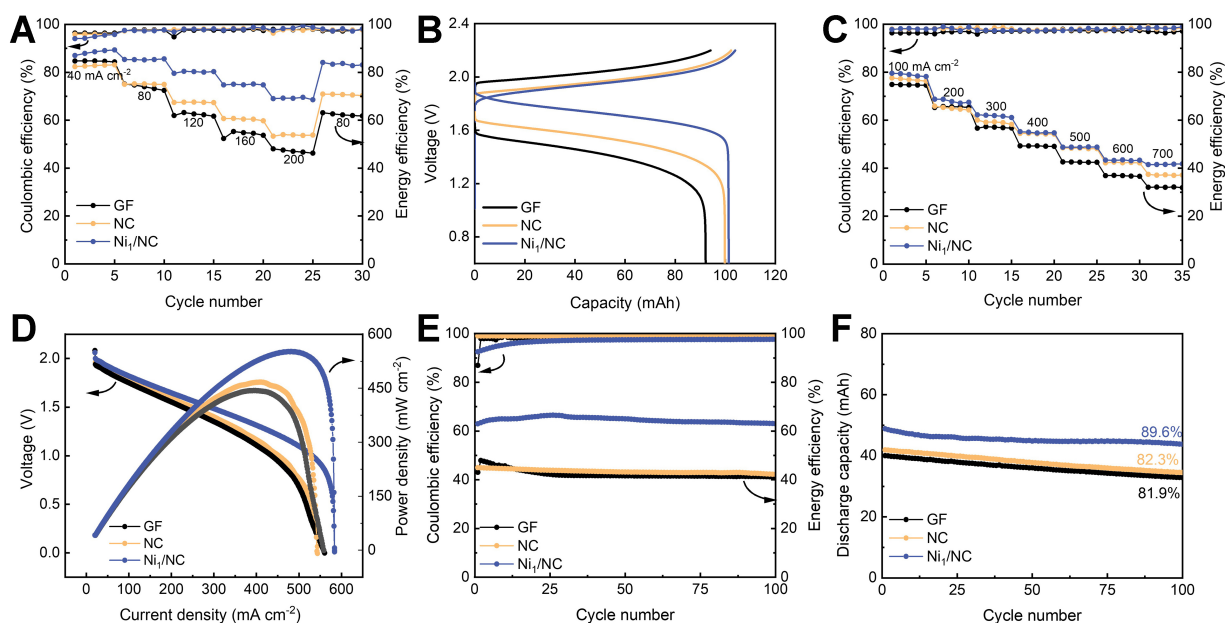 A
Coulombic efficiency (%)
100
80
60
40
20
0
40 mA cm-2
80
120
160
200
80
GF
NC
Ni1/NC
0 5 10 15 20 25 30
Cycle number
100
80
60
40
20
0
Energy efficiency (%)
B
Voltage (V)
2.4
2.0
1.6
1.2
0.8
GF
NC
Ni1/NC
0 20 40 60 80 100 120
Capacity (mAh)
C
Coulombic efficiency (%)
100
80
60
40
20
0
100 mA cm-2
200
300
400
500
600
700
GF
NC
Ni1/NC
0 5 10 15 20 25 30 35
Cycle number
100
80
60
40
20
0
Energy efficiency (%)
D
Voltage (V)
2.0
1.5
1.0
0.5
0.0
GF
NC
Ni1/NC
0 100 200 300 400 500 600
Current density (mA cm-2)
600
450
300
150
0
Power density (mW cm-2)
E
Coulombic efficiency (%)
100
80
60
40
20
0
GF
NC
Ni1/NC
0 25 50 75 100
Cycle number
100
80
60
40
20
0
Energy efficiency (%)
F
Discharge capacity (mAh)
80
60
40
20
0
89.6%
82.3%
81.9%
GF
NC
Ni1/NC
0 25 50 75 100
Cycle number